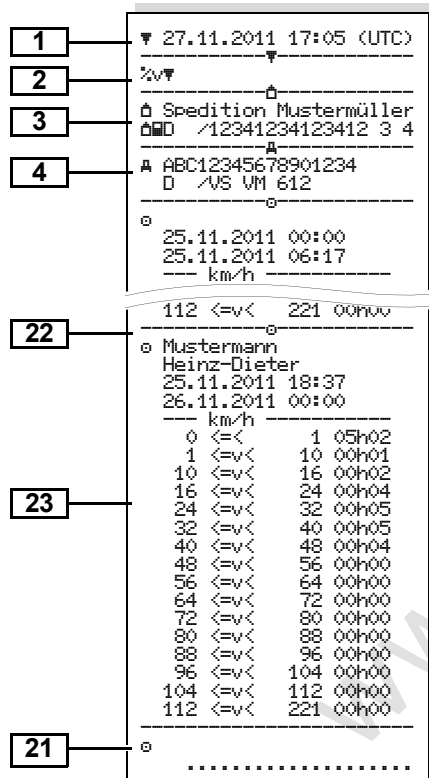 1
▼ 27.11.2011 17:05 (UTC)
2
%v▼
3
Spedition Mustermüller
D /12341234123412 3 4
4
A ABC12345678901234
D /VS VM 612
25.11.2011 00:00
25.11.2011 06:17
--- km/h -----------
112 <=v< 221 00h00
22
Mustermann
Heinz-Dieter
25.11.2011 18:37
26.11.2011 00:00
--- km/h -----------
0 <=< 1 05h02
1 <=v< 10 00h01
10 <=v< 16 00h02
16 <=v< 24 00h04
23
24 <=v< 32 00h05
32 <=v< 40 00h05
40 <=v< 48 00h04
48 <=v< 56 00h00
56 <=v< 64 00h00
64 <=v< 72 00h00
72 <=v< 80 00h00
80 <=v< 88 00h00
88 <=v< 96 00h00
96 <=v< 104 00h00
104 <=v< 112 00h00
112 <=v< 221 00h00
21
....................